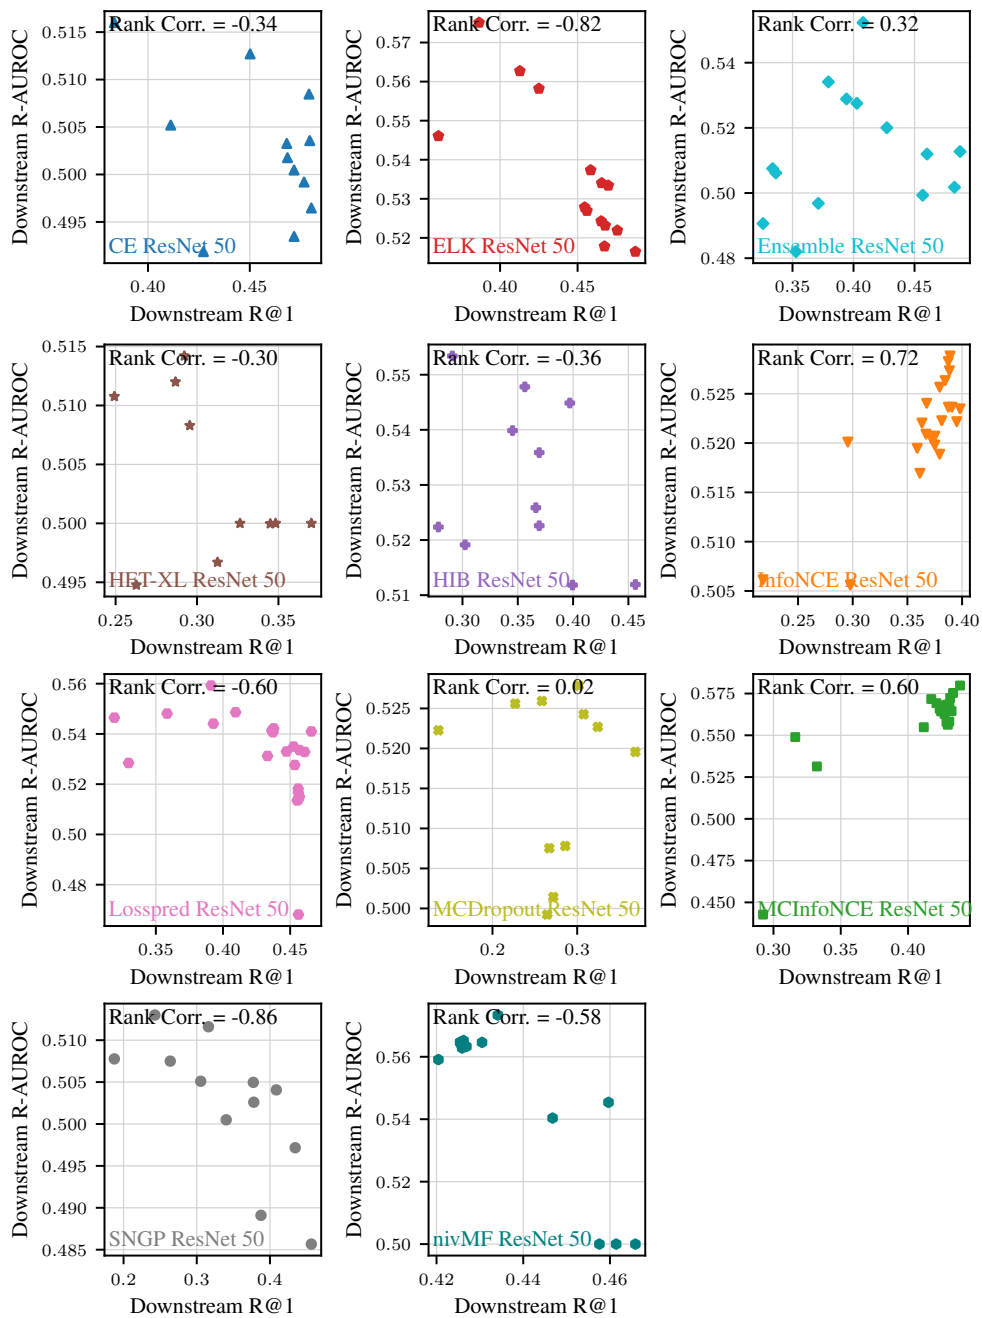 Rank Corr. = -0.34
Downstream R-AUROC
0.515
0.510
0.505
0.500
0.495
CE ResNet 50
0.40 0.45
Downstream R@1
Rank Corr. = -0.82
Downstream R-AUROC
0.57
0.56
0.55
0.54
0.53
0.52
ELK ResNet 50
0.40 0.45
Downstream R@1
Rank Corr. = 0.32
Downstream R-AUROC
0.54
0.52
0.50
0.48
Ensemble ResNet 50
0.35 0.40 0.45
Downstream R@1
Rank Corr. = -0.30
Downstream R-AUROC
0.515
0.510
0.505
0.500
0.495
HET-XL ResNet 50
0.25 0.30 0.35
Downstream R@1
Rank Corr. = -0.36
Downstream R-AUROC
0.55
0.54
0.53
0.52
0.51
HIB ResNet 50
0.30 0.35 0.40 0.45
Downstream R@1
Rank Corr. = 0.72
Downstream R-AUROC
0.525
0.520
0.515
0.510
0.505
InfoNCE ResNet 50
0.25 0.30 0.35 0.40
Downstream R@1
Rank Corr. = -0.60
Downstream R-AUROC
0.56
0.54
0.52
0.50
0.48
Losspred ResNet 50
0.35 0.40 0.45
Downstream R@1
Rank Corr. = 0.02
Downstream R-AUROC
0.525
0.520
0.515
0.510
0.505
0.500
MCDropout ResNet 50
0.2 0.3
Downstream R@1
Rank Corr. = 0.60
Downstream R-AUROC
0.575
0.550
0.525
0.500
0.475
0.450
MCInfoNCE ResNet 50
0.30 0.35 0.40
Downstream R@1
Rank Corr. = -0.86
Downstream R-AUROC
0.510
0.505
0.500
0.495
0.490
0.485
SNGP ResNet 50
0.2 0.3 0.4
Downstream R@1
Rank Corr. = -0.58
Downstream R-AUROC
0.56
0.54
0.52
0.50
nivMF ResNet 50
0.42 0.44 0.46
Downstream R@1